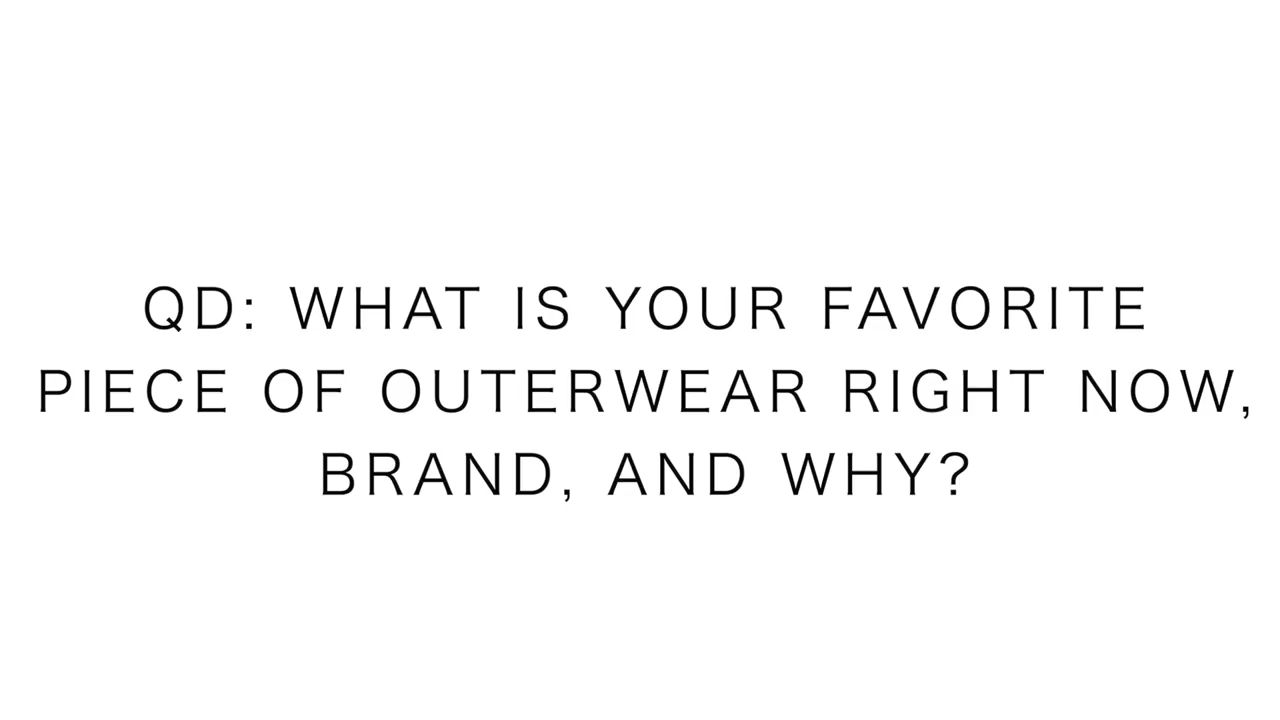 QD: WHAT IS YOUR FAVORITE
PIECE OF OUTERWEAR RIGHT NOW,
BRAND, AND WHY?